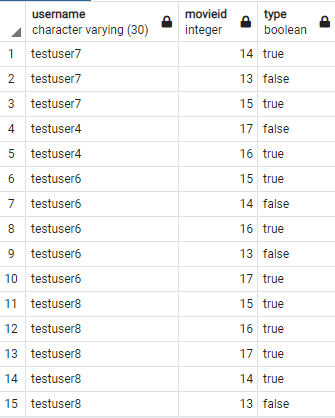 username movieid type
character varying (30) integer boolean
1 testuser7 14 true
2 testuser7 13 false
3 testuser7 15 true
4 testuser4 17 false
5 testuser4 16 true
6 testuser6 15 true
7 testuser6 14 false
8 testuser6 16 true
9 testuser6 13 false
10 testuser6 17 true
11 testuser8 15 true
12 testuser8 16 true
13 testuser8 17 true
14 testuser8 14 true
15 testuser8 13 false